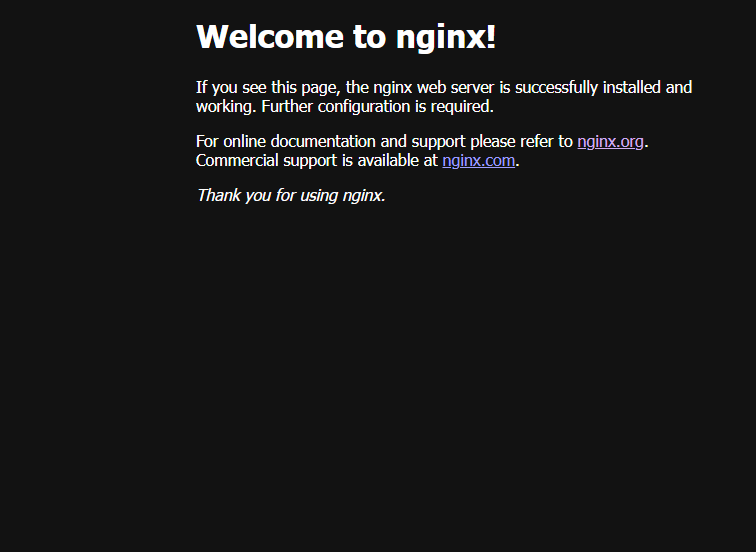 Welcome to nginx!
If you see this page, the nginx web server is successfully installed and
working. Further configuration is required.
For online documentation and support please refer to nginx.org.
Commercial support is available at nginx.com.
Thank you for using nginx.